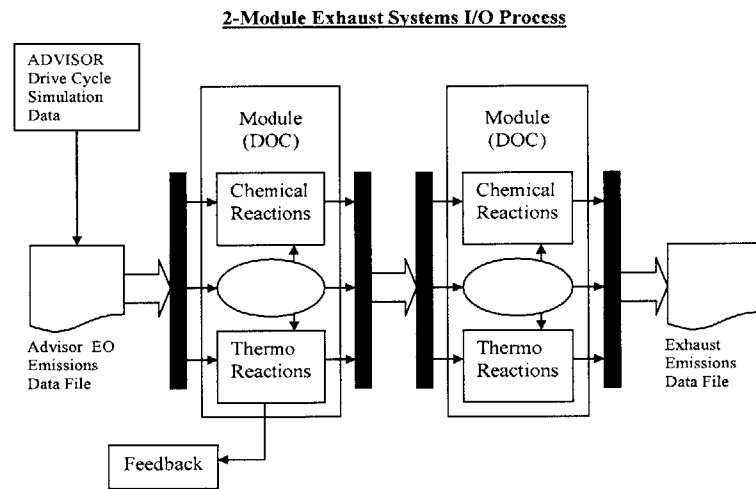 2-Module Exhaust Systems I/O Process
ADVISOR
Drive Cycle
Simulation
Data
Module
(DOC)
Chemical
Reactions
Thermo
Reactions
Module
(DOC)
Chemical
Reactions
Thermo
Reactions
Advisor EO
Emissions
Data File
Exhaust
Emissions
Data File
Feedback